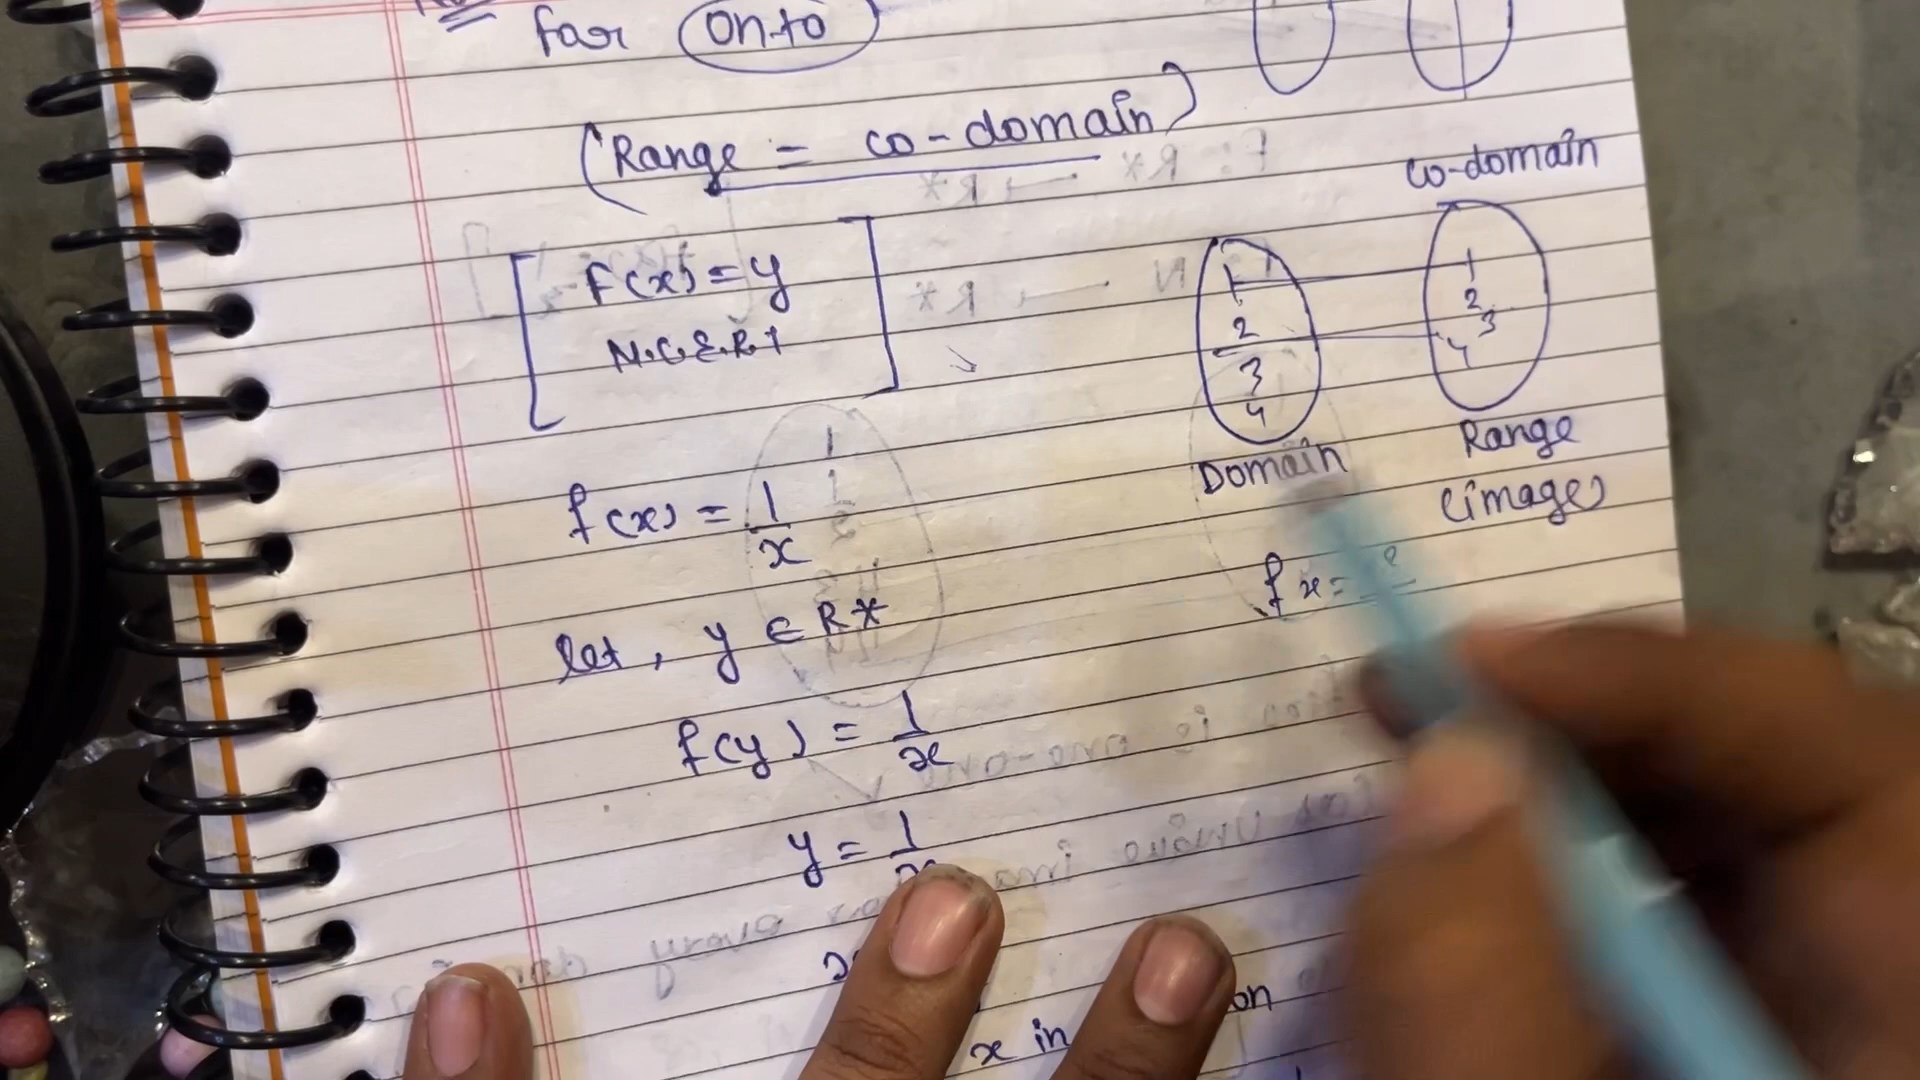 for onto
(Range = co-domain)
co-domain
F(x) = y
N.C.E.R.T
1
2
3
4
1
2
3
4
Domain
Range
(image)
f(x) = 1/x
f x =
let, y ∈ R*
f(y) = 1/x
y = 1/x
on
x in